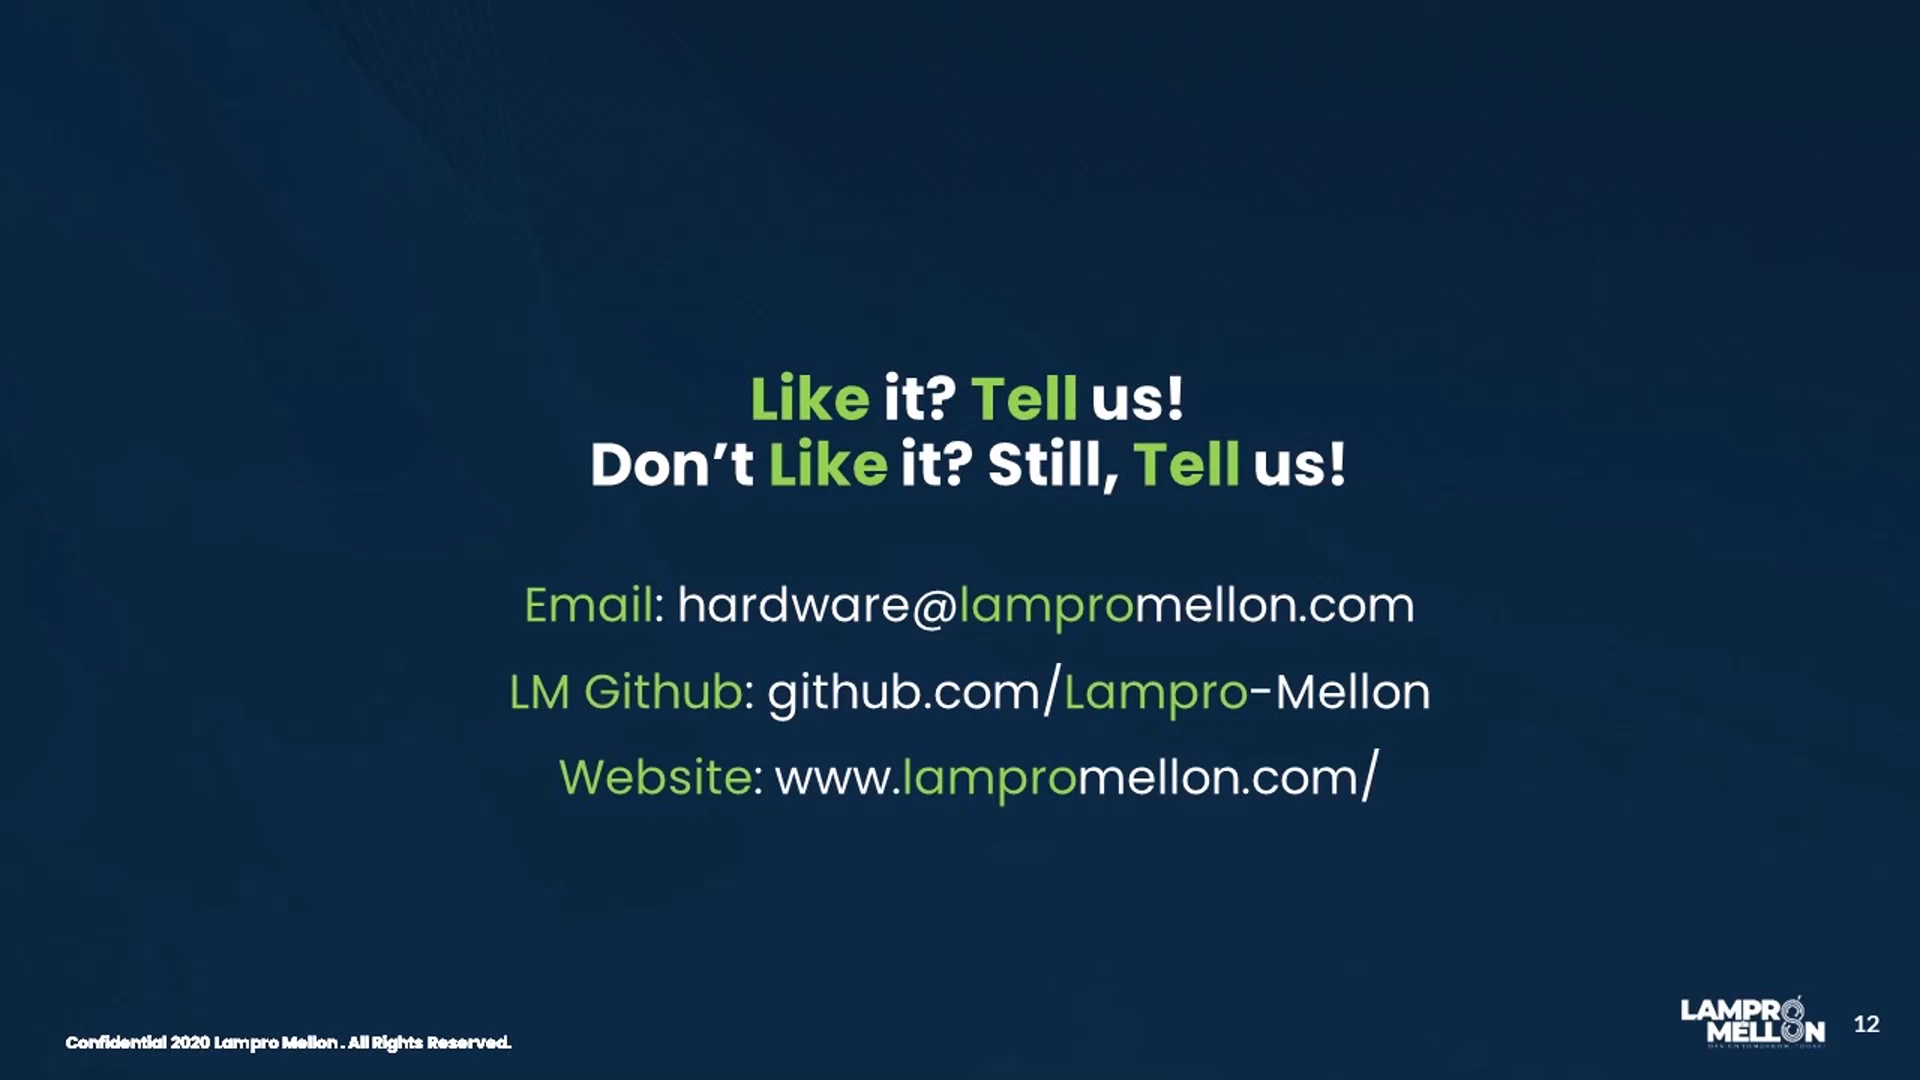 Like it? Tell us!
Don’t Like it? Still, Tell us!
Email: hardware@lampromellon.com
LM Github: github.com/Lampro-Mellon
Website: www.lampromellon.com/
Confidential 2020 Lampro Mellon . All Rights Reserved.
LAMPRO
MELLON
12